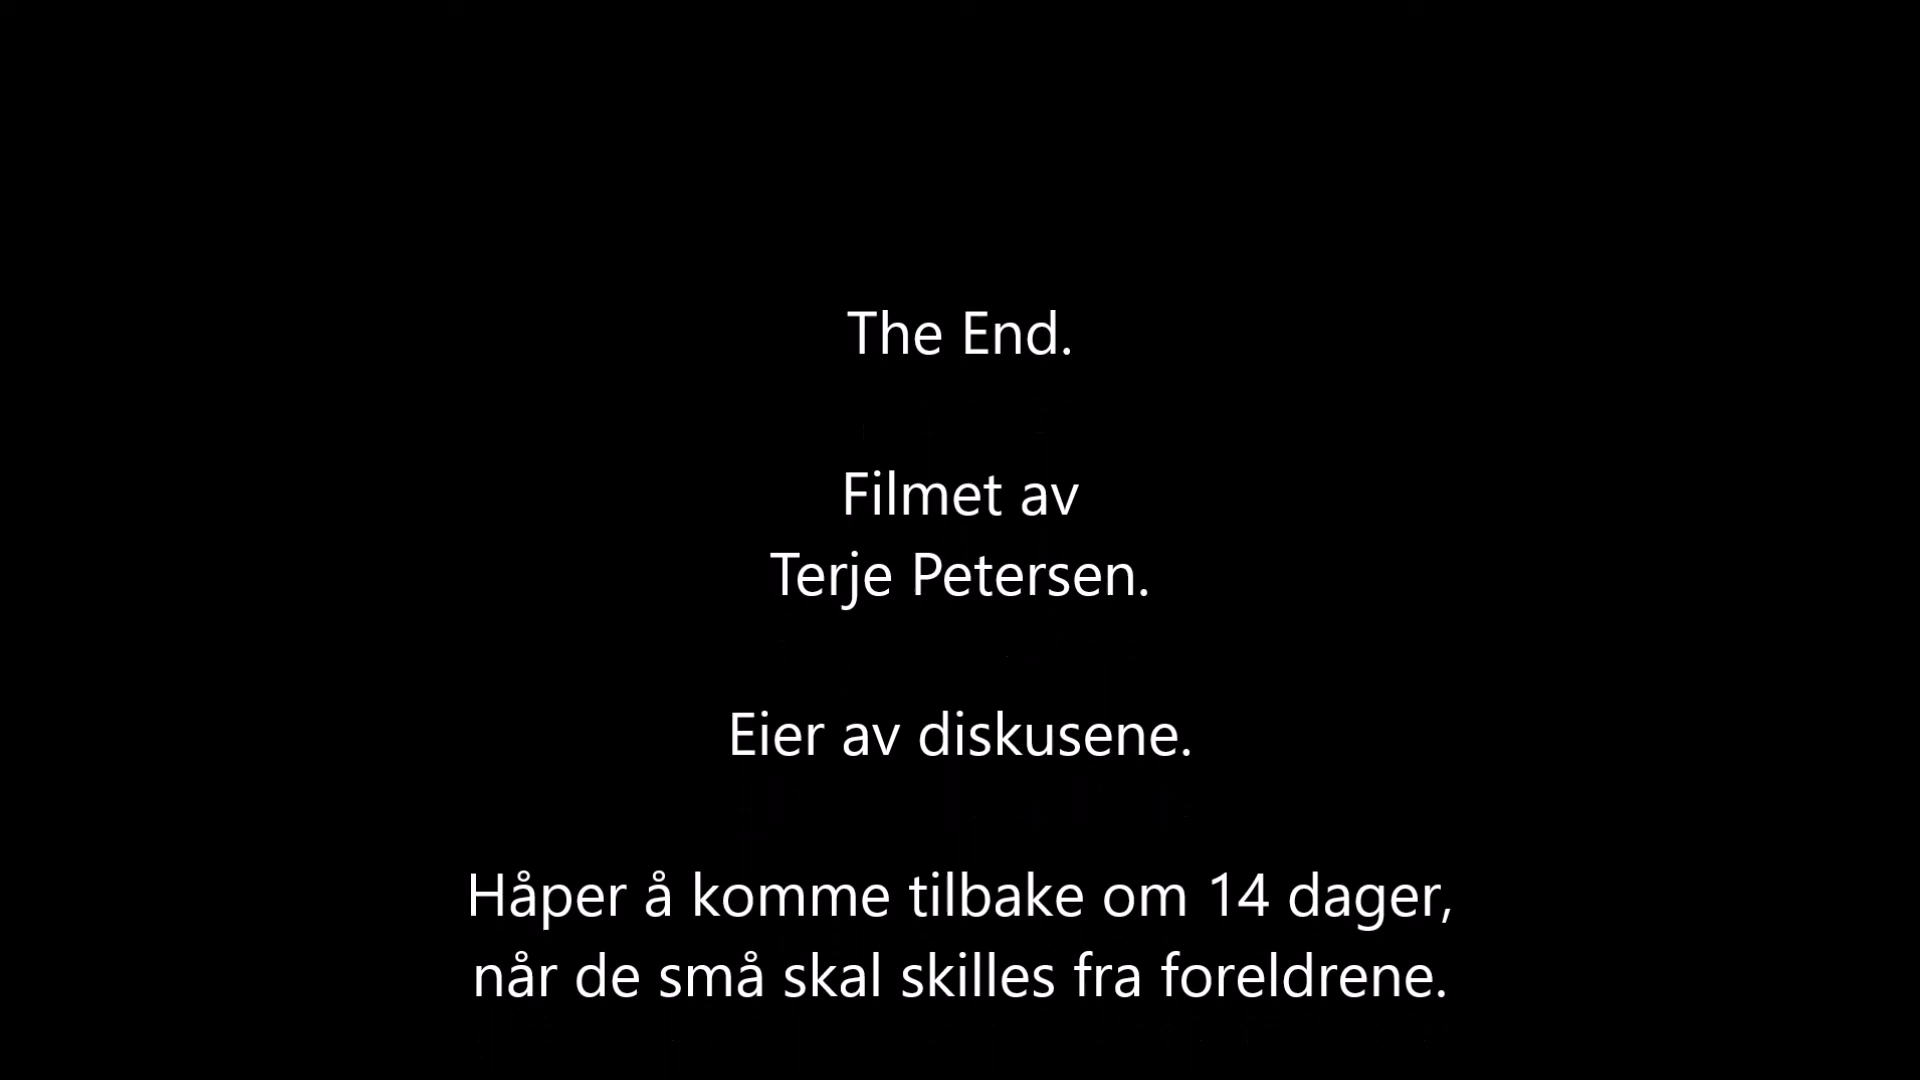 The End.
Filmet av
Terje Petersen.
Eier av diskusene.
Håper å komme tilbake om 14 dager,
når de små skal skilles fra foreldrene.